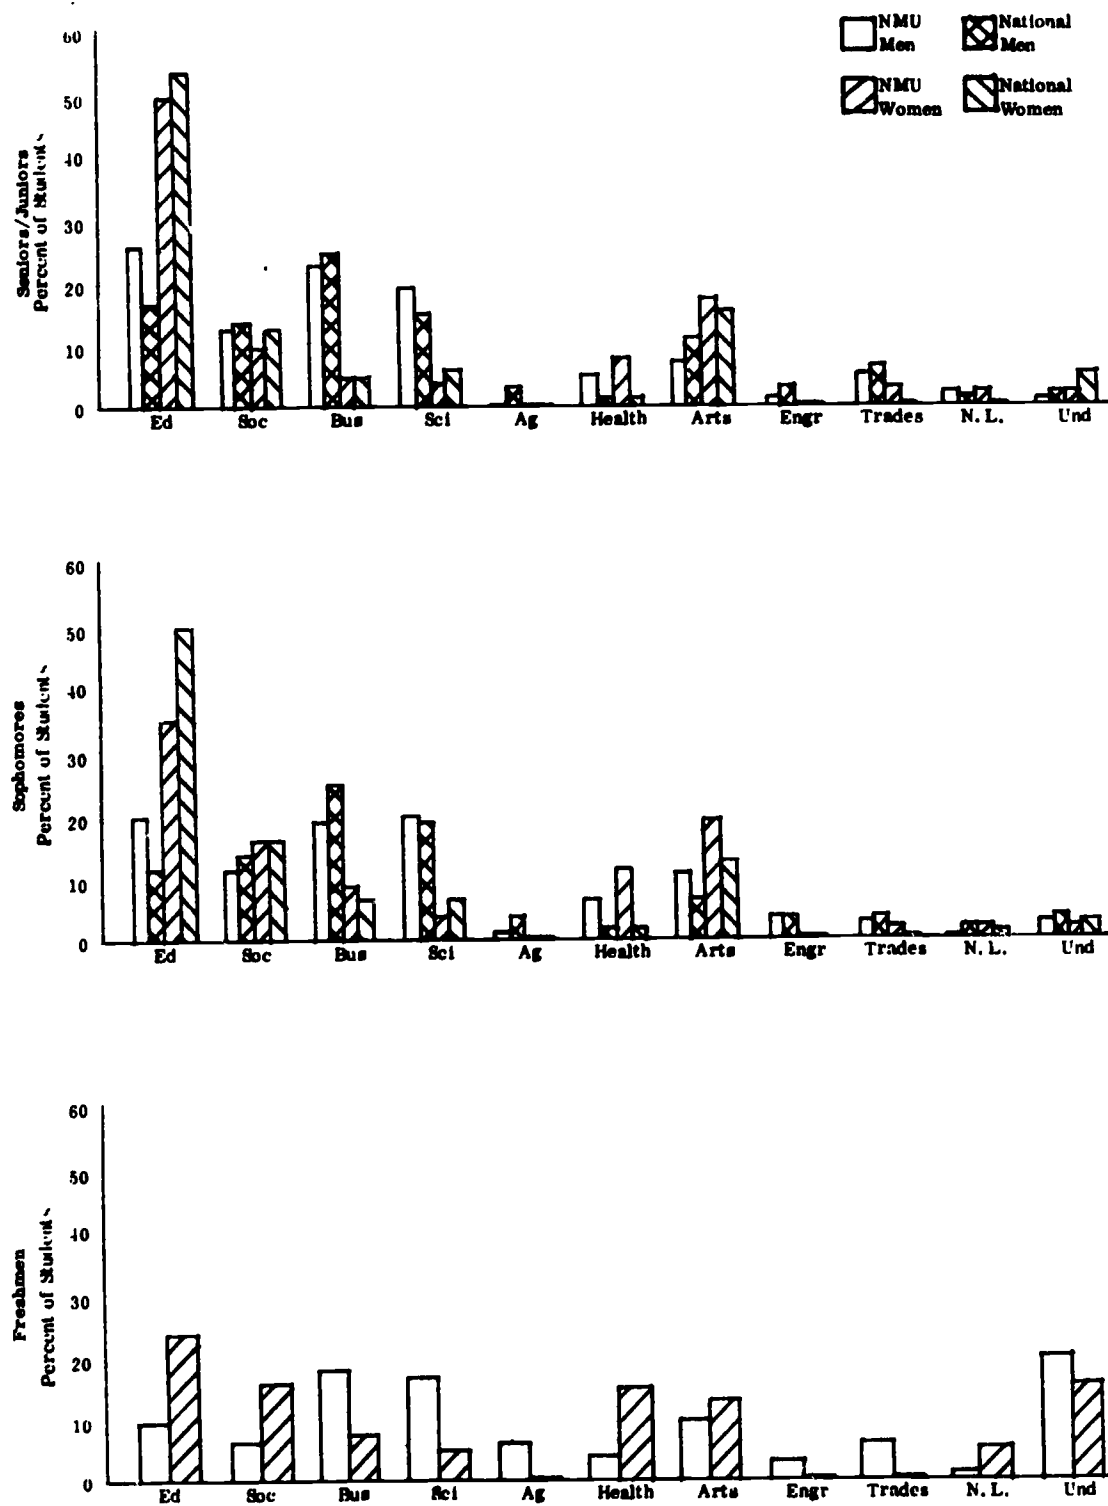 NMU
Men
National
Men
NMU
Women
National
Women
Seniors/Juniors
Percent of Students
60
50
40
30
20
10
0
Ed Soc Bus Sci Ag Health Arts Engr Trades N. L. Und
Sophomores
Percent of Students
60
50
40
30
20
10
0
Ed Soc Bus Sci Ag Health Arts Engr Trades N. L. Und
Freshmen
Percent of Students
60
50
40
30
20
10
0
Ed Soc Bus Sci Ag Health Arts Engr Trades N. L. Und